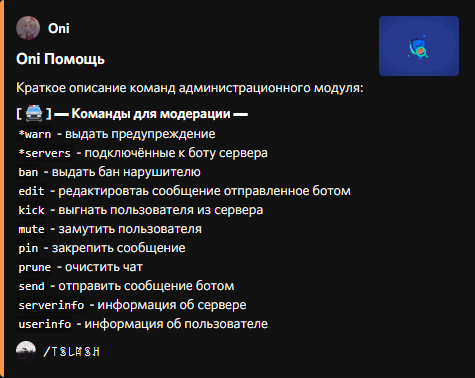 Oni
Oni Помощь
Краткое описание команд администрационного модуля:
[ 🚔 ] — Команды для модерации —
*warn - выдать предупреждение
*servers - подключённые к боту сервера
ban - выдать бан нарушителю
edit - редактировтаь сообщение отправленное ботом
kick - выгнать пользователя из сервера
mute - замутить пользователя
pin - закрепить сообщение
prune - очистить чат
send - отправить сообщение ботом
serverinfo - информация об сервере
userinfo - информация об пользователе